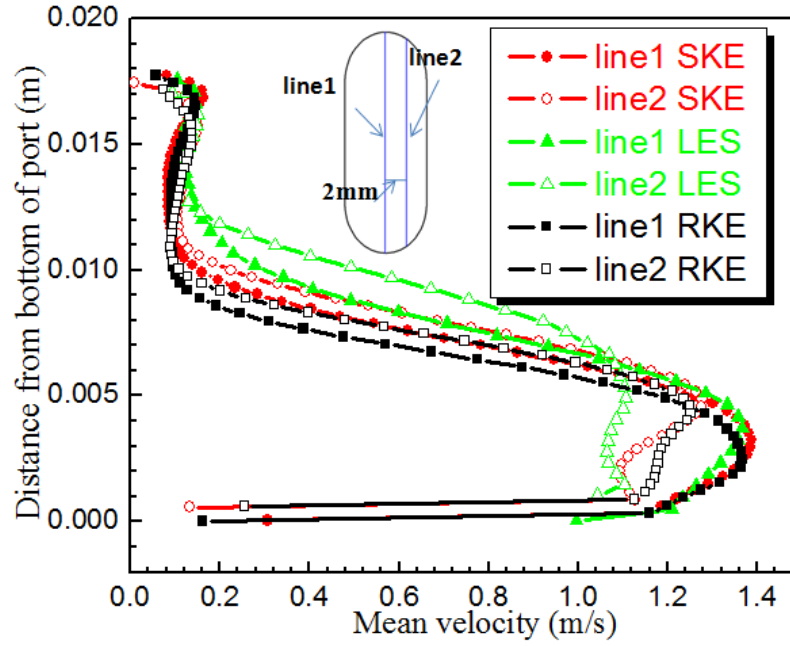 0.020
0.015
0.010
0.005
0.000
Distance from bottom of port (m)
line1
line2
2mm
line1 SKE
line2 SKE
line1 LES
line2 LES
line1 RKE
line2 RKE
0.0 0.2 0.4 0.6 0.8 1.0 1.2 1.4
Mean velocity (m/s)